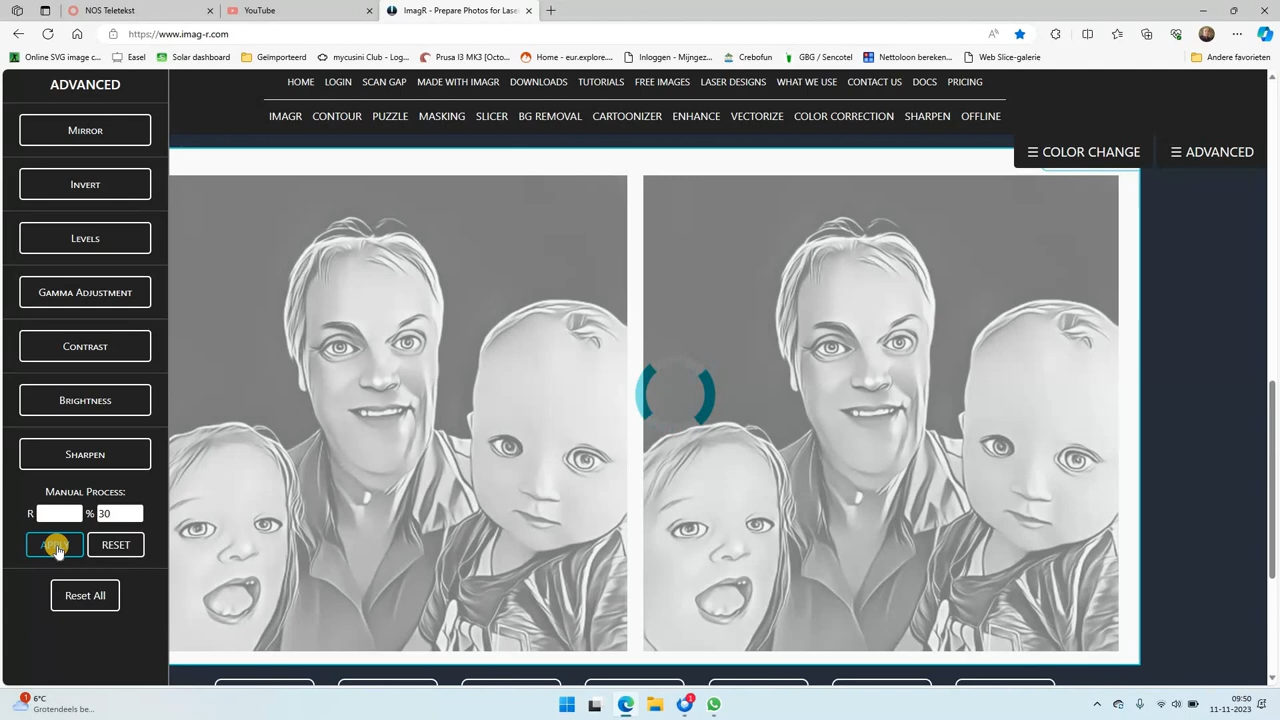 NOS Teletekst
YouTube
ImagR - Prepare Photos for Lase
https://www.imag-r.com
Online SVG image c...
Easel
Solar dashboard
Geïmporteerd
mycusini Club - Log...
Prusa I3 MK3 [Octo...
Home - eur.explore...
Inloggen - Mijngez...
Crebofun
GBG / Sencotel
Nettoloon bereken...
Web Slice-galerie
Andere favorieten
ADVANCED
HOME LOGIN SCAN GAP MADE WITH IMAGR DOWNLOADS TUTORIALS FREE IMAGES LASER DESIGNS WHAT WE USE CONTACT US DOCS PRICING
IMAGR CONTOUR PUZZLE MASKING SLICER BG REMOVAL CARTOONIZER ENHANCE VECTORIZE COLOR CORRECTION SHARPEN OFFLINE
☰ COLOR CHANGE
☰ ADVANCED
Mirror
Invert
Levels
Gamma Adjustment
Contrast
Brightness
Sharpen
Manual Process:
R % 30
RESET
Reset All
1
6°C
Grotendeels be...
1
09:50
11-11-2023